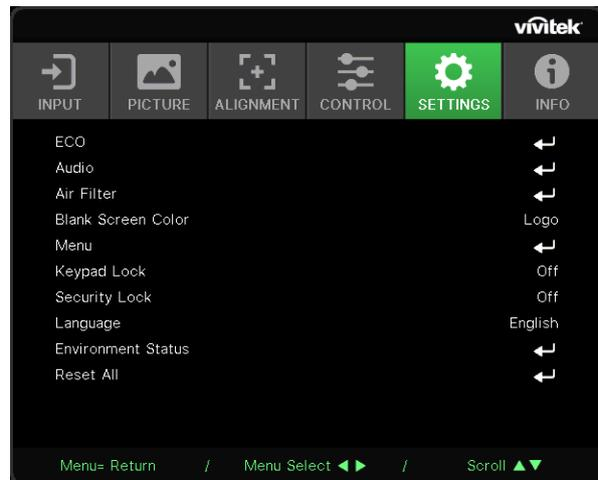 vivitek
INPUT PICTURE ALIGNMENT CONTROL SETTINGS INFO
ECO
Audio
Air Filter
Blank Screen Color Logo
Menu
Keypad Lock Off
Security Lock Off
Language English
Environment Status
Reset All
Menu= Return / Menu Select ◀ ▶ / Scroll ▲▼